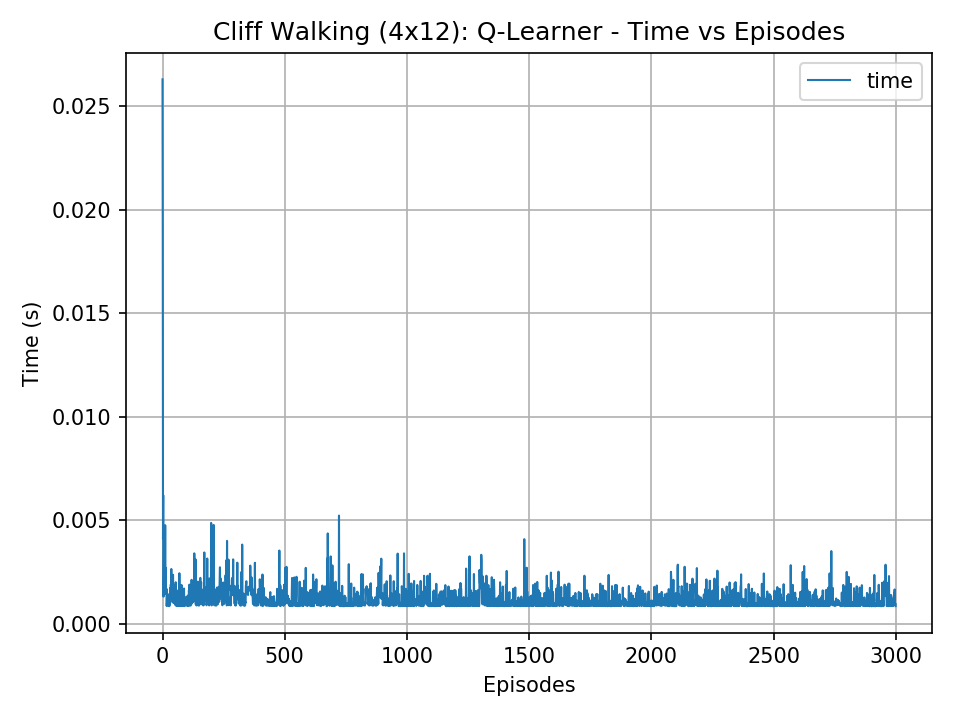 Cliff Walking (4x12): Q-Learner - Time vs Episodes
time
0.025
0.020
0.015
0.010
0.005
0.000
Time (s)
0 500 1000 1500 2000 2500 3000
Episodes